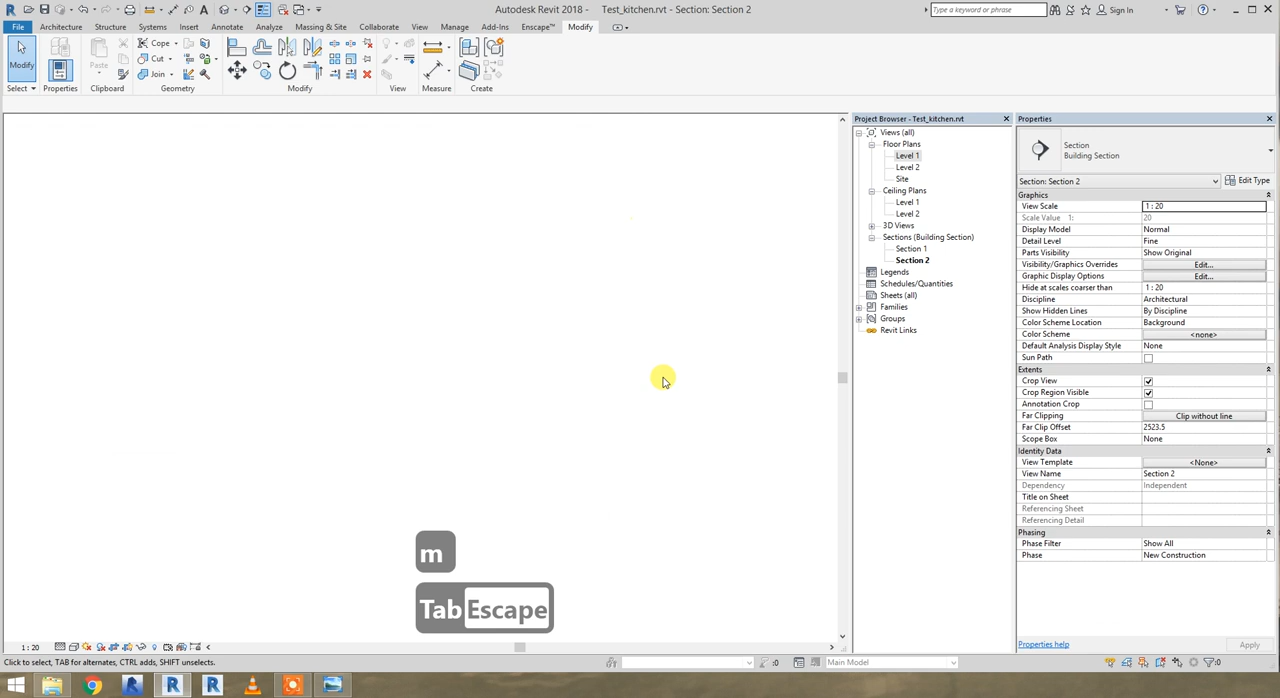 Autodesk Revit 2018 - Test_kitchen.rvt - Section: Section 2
Type a keyword or phrase
Sign In
File Architecture Structure Systems Insert Annotate Analyze Massing & Site Collaborate View Manage Add-Ins Enscape™ Modify
Modify
Paste
Cope
Cut
Join
Select Properties Clipboard Geometry Modify View Measure Create
Project Browser - Test_kitchen.rvt
Views (all)
Floor Plans
Level 1
Level 2
Site
Ceiling Plans
Level 1
Level 2
3D Views
Sections (Building Section)
Section 1
Section 2
Legends
Schedules/Quantities
Sheets (all)
Families
Groups
Revit Links
Properties
Section
Building Section
Section: Section 2 Edit Type
Graphics
View Scale 1 : 20
Scale Value 1: 20
Display Model Normal
Detail Level Fine
Parts Visibility Show Original
Visibility/Graphics Overrides Edit...
Graphic Display Options Edit...
Hide at scales coarser than 1 : 20
Discipline Architectural
Show Hidden Lines By Discipline
Color Scheme Location Background
Color Scheme <none>
Default Analysis Display Style None
Sun Path
Extents
Crop View
Crop Region Visible
Annotation Crop
Far Clipping Clip without line
Far Clip Offset 2523.5
Scope Box None
Identity Data
View Template <None>
View Name Section 2
Dependency Independent
Title on Sheet
Referencing Sheet
Referencing Detail
Phasing
Phase Filter Show All
Phase New Construction
Properties help Apply
m
Tab Escape
1 : 20
Click to select, TAB for alternates, CTRL adds, SHIFT unselects.
:0 Main Model :0